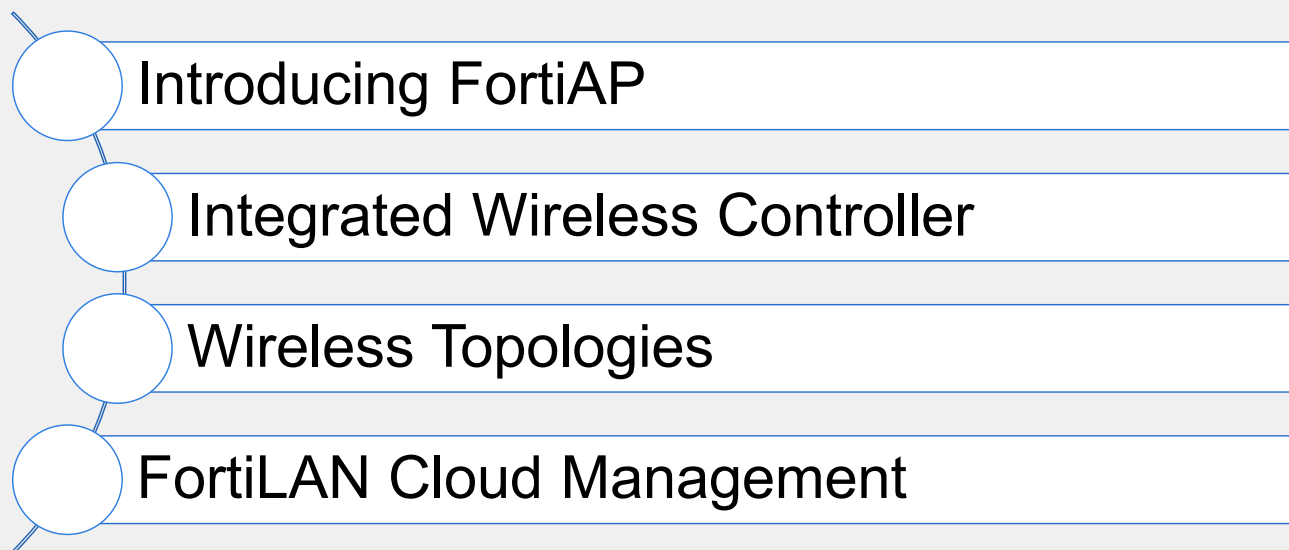 Introducing FortiAP
Integrated Wireless Controller
Wireless Topologies
FortiLAN Cloud Management